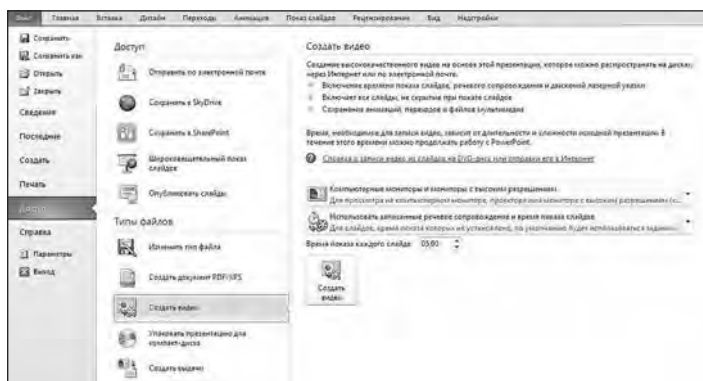 Файл Главная Вставка Дизайн Переходы Анимация Показ слайдов Рецензирование Вид Надстройки
Сохранить
Сохранить как
Открыть
Закрыть
Сведения
Последние
Создать
Печать
Доступ
Справка
Параметры
Выход
Доступ
Отправить по электронной почте
Сохранить в SkyDrive
Сохранить в SharePoint
Широковещательный показ
слайдов
Опубликовать слайды
Типы файлов
Изменить тип файла
Создать документ PDF/XPS
Создать видео
Упаковать презентацию для
компакт-диска
Создать выдачи
Создать видео
Создание высококачественного видео на основе этой презентации, которое можно распространять на дисках,
через Интернет или по электронной почте.
Включение времени показа слайдов, речевого сопровождения и движений лазерной указки
Включает все слайды, не скрытые при показе слайдов
Сохранение анимаций, переходов и файлов мультимедиа
Время, необходимое для записи видео, зависит от длительности и сложности исходной презентации. В
течение этого времени можно продолжать работу с PowerPoint.
Справка о записи видео из слайдов на DVD-диск или отправки его в Интернет
Компьютерные мониторы и мониторы с высоким разрешением
Для просмотра на компьютерном мониторе, проекторе или мониторе с высоким разрешением (с...
Использовать записанные речевое сопровождение и время показа слайдов
Для слайдов, время показа которых не установлено, по умолчанию будет использоваться заданно...
Время показа каждого слайда: 05,00
Создать
видео